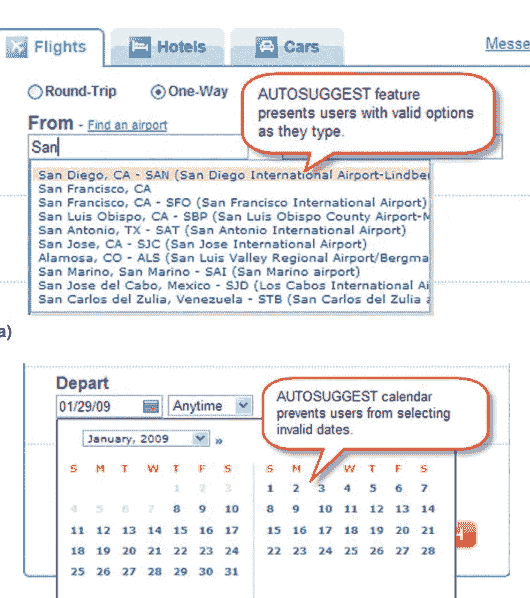 Flights Hotels Cars Messe
Round-Trip One-Way
From - Find an airport
San
AUTOSUGGEST feature
presents users with valid options
as they type.
San Diego, CA - SAN (San Diego International Airport-Lindber
San Francisco, CA
San Francisco, CA - SFO (San Francisco International Airport)
San Luis Obispo, CA - SBP (San Luis Obispo County Airport-M
San Antonio, TX - SAT (San Antonio International Airport)
San Jose, CA - SJC (San Jose International Airport)
Alamosa, CO - ALS (San Luis Valley Regional Airport/Bergma
San Marino, San Marino - SAI (San Marino airport)
San Jose del Cabo, Mexico - SJD (Los Cabos International Ai
San Carlos del Zulia, Venezuela - STB (San Carlos del Zulia a
a)
Depart
01/29/09 Anytime
AUTOSUGGEST calendar
prevents users from selecting
invalid dates.
January, 2009 »
S M T W T F S S M W T F S
1 2 3 1 2 3 4 5 6 7
4 5 6 7 8 9 10 8 9 10 11 12 13 14
11 12 13 14 15 16 17 15 16 17 18 19 20 21
18 19 20 21 22 23 24 22 23 24 25 26 27 28
25 26 27 28 29 30 31